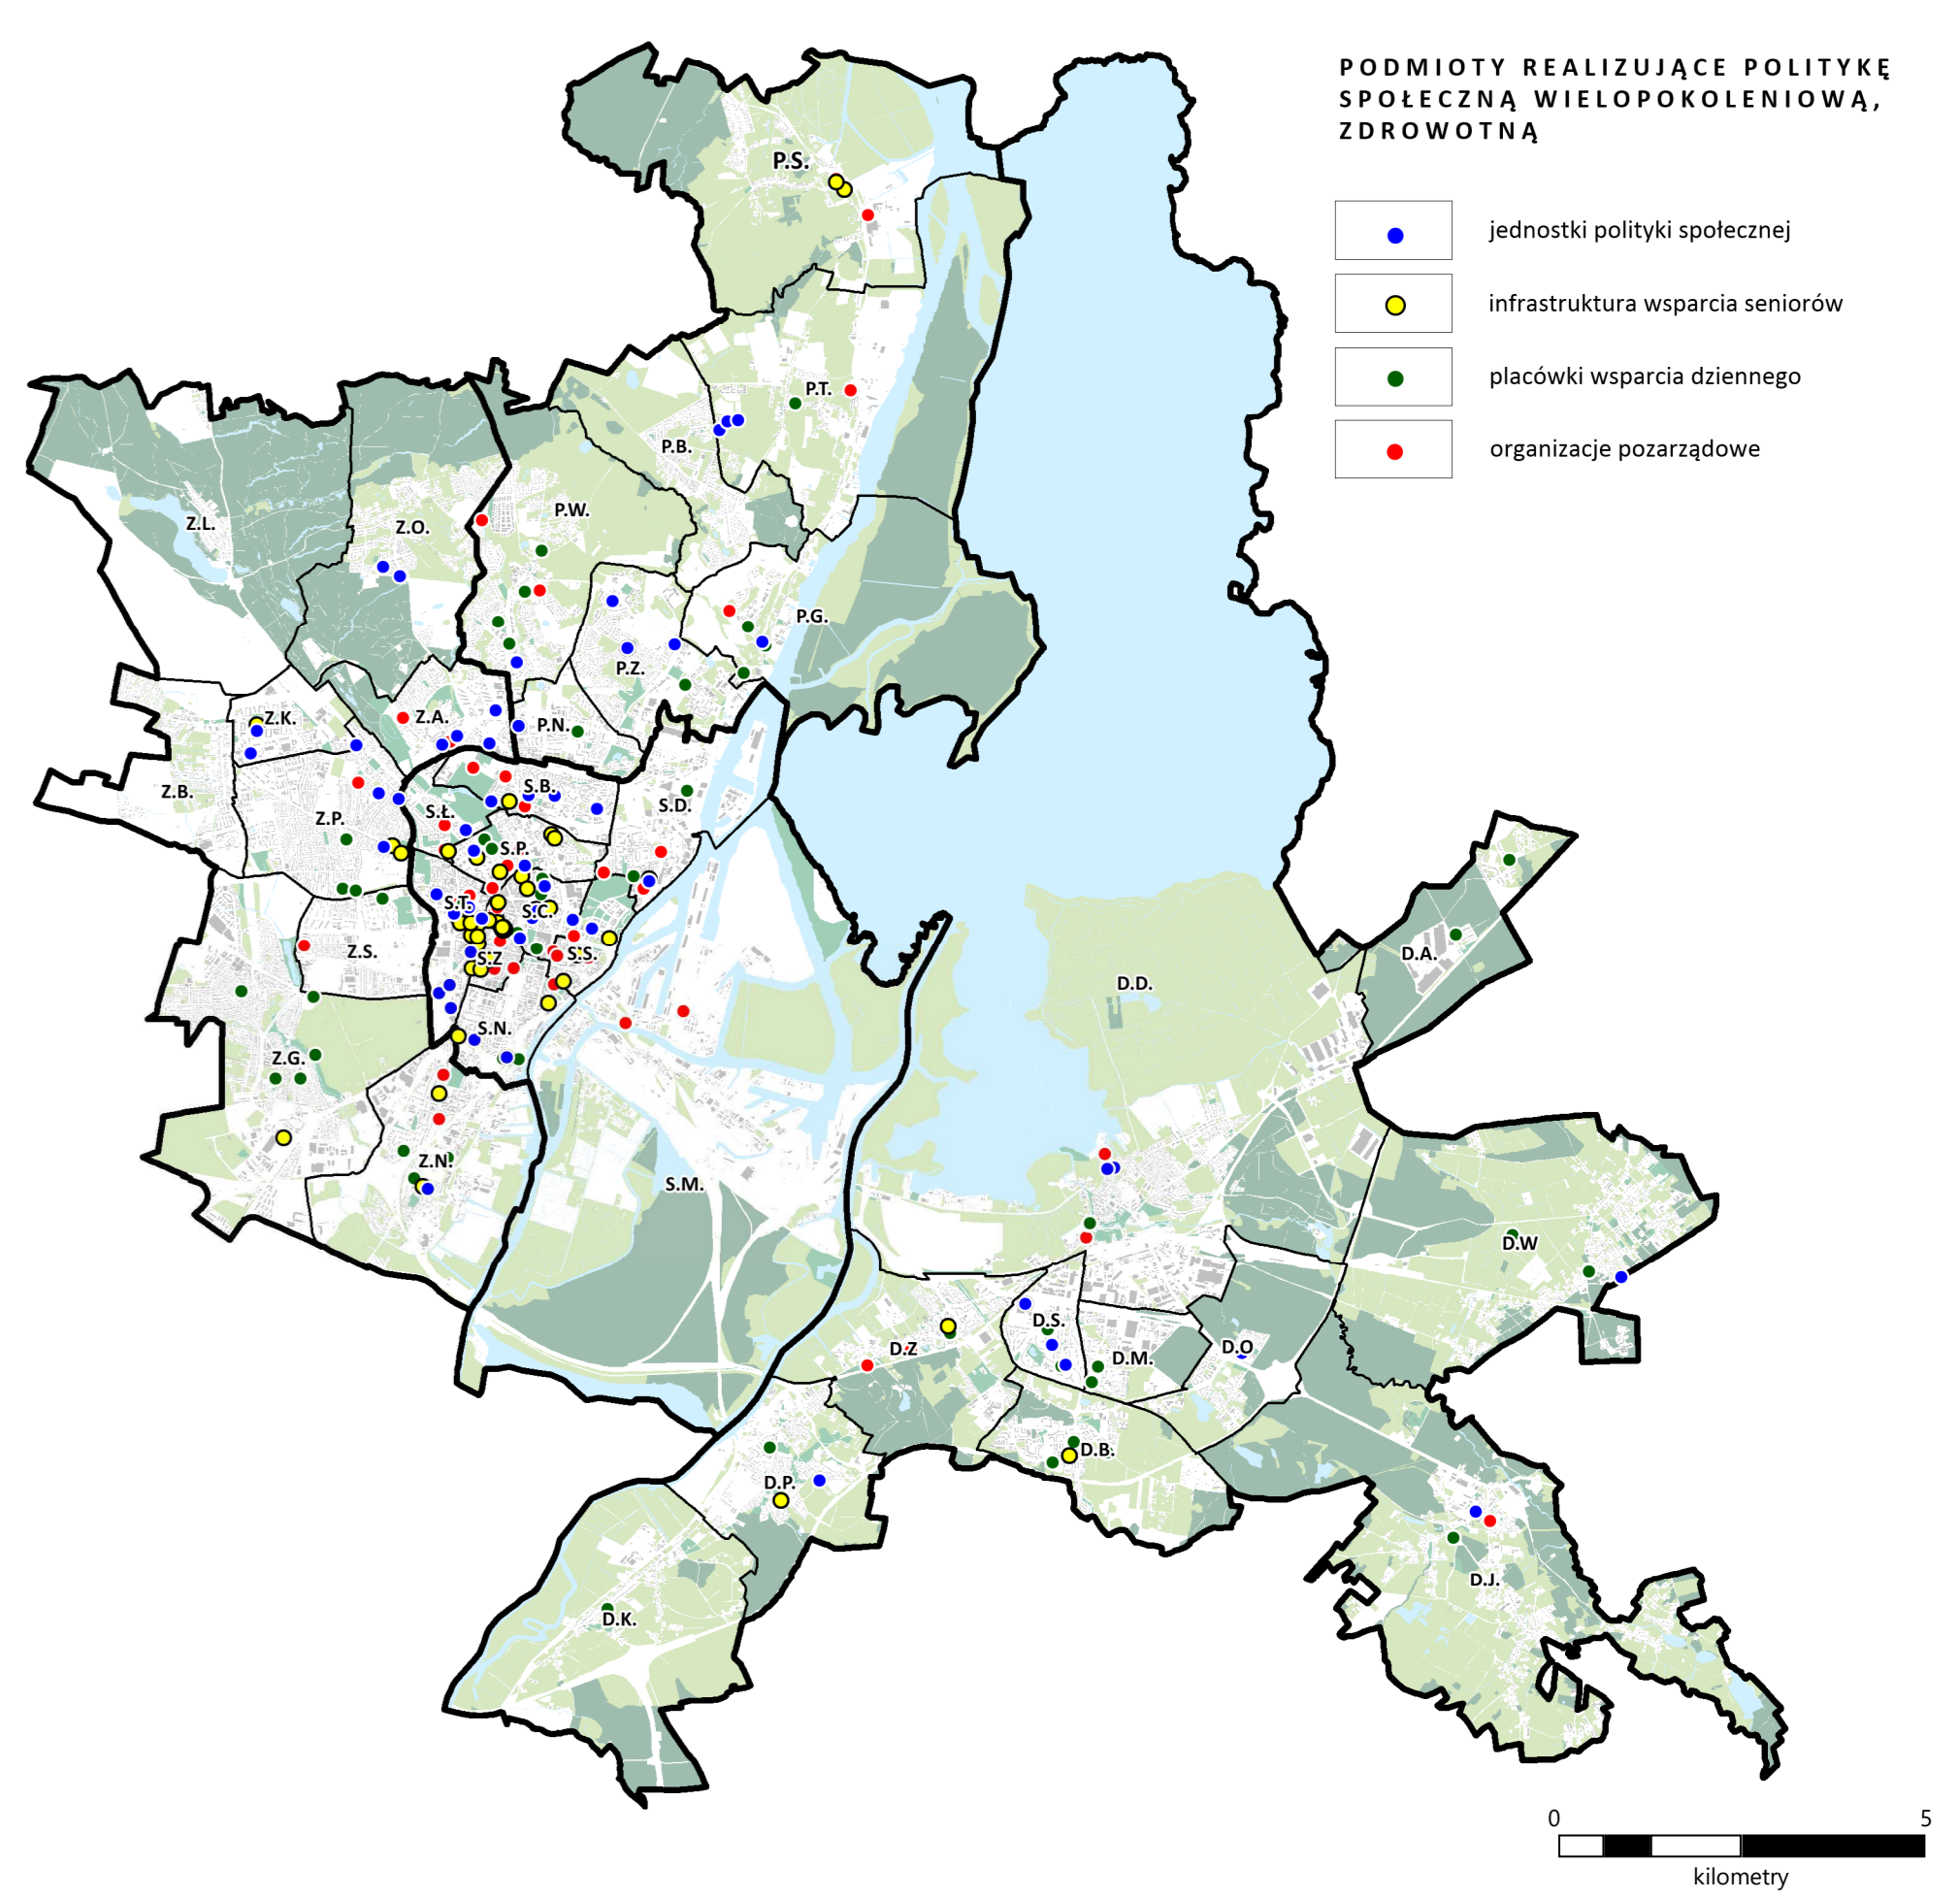 PODMIOTY REALIZUJĄCE POLITYKĘ
SPOŁECZNĄ WIELOPOKOLENIOWĄ,
ZDROWOTNĄ
jednostki polityki społecznej
infrastruktura wsparcia seniorów
placówki wsparcia dziennego
organizacje pozarządowe
P.S.
P.T.
P.B.
P.W.
Z.L.
Z.O.
P.G.
P.Z.
Z.K.
Z.A.
P.N.
Z.B.
S.B.
S.D.
Z.P.
S.Ł.
S.P.
S.T.
S.C.
Z.S.
S.Z
S.S.
D.A.
D.D.
S.N.
Z.G.
Z.N.
S.M.
D.W
D.S.
D.Z
D.M.
D.O
D.B.
D.P.
D.J.
D.K.
0 5
kilometry